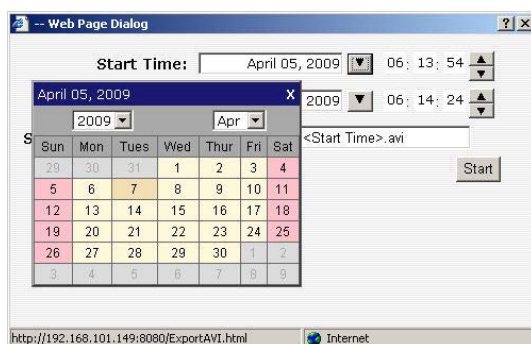 -- Web Page Dialog ? X
Start Time: April 05, 2009 06: 13: 54
April 05, 2009 X
2009 06: 14: 24
2009 Apr
S <Start Time>.avi
Sun Mon Tues Wed Thur Fri Sat
29 30 31 1 2 3 4
Start
5 6 7 8 9 10 11
12 13 14 15 16 17 18
19 20 21 22 23 24 25
26 27 28 29 30 1 2
3 4 5 6 7 8 9
http://192.168.101.149:8080/ExportAVI.html Internet